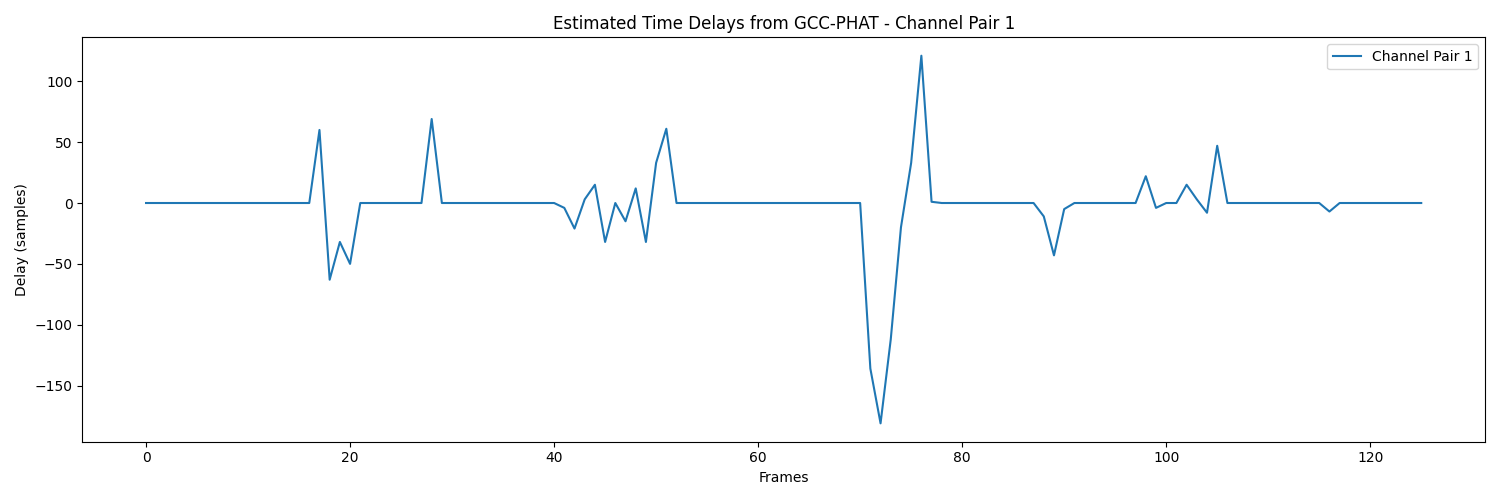 Estimated Time Delays from GCC-PHAT - Channel Pair 1
Channel Pair 1
Delay (samples)
100
50
0
−50
−100
−150
0 20 40 60 80 100 120
Frames